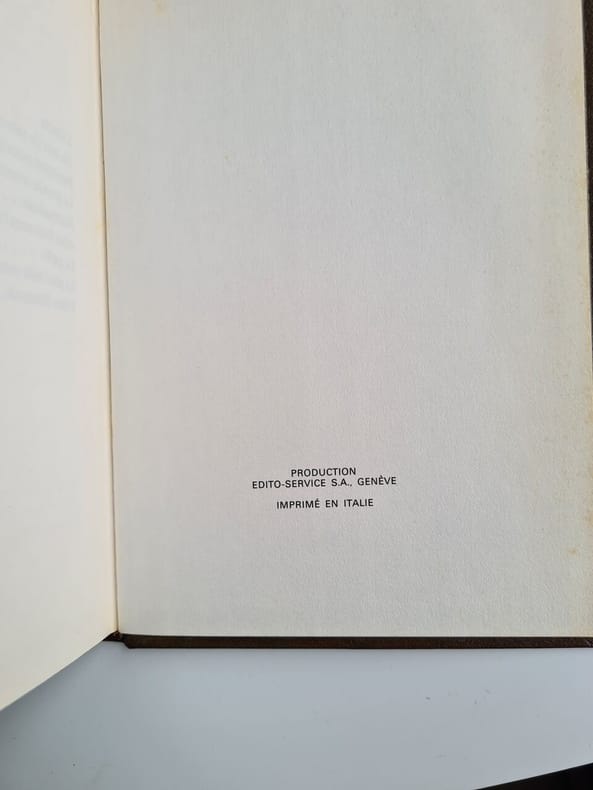 PRODUCTION
EDITO-SERVICE S.A., GENÈVE
IMPRIMÉ EN ITALIE